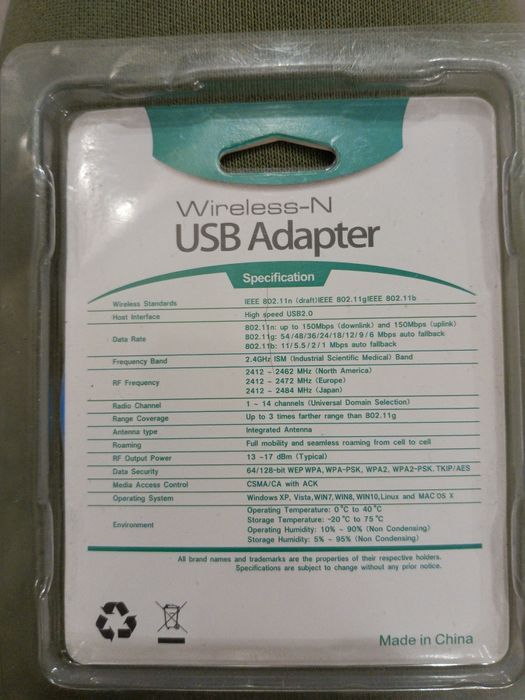 Wireless-N
USB Adapter
Specification
Wireless Standards IEEE 802.11n (draft)IEEE 802.11gIEEE 802.11b
Host Interface High speed USB2.0
Data Rate 802.11n: up to 150Mbps (downlink) and 150Mbps (uplink)
802.11g: 54/48/36/24/18/12/9/6 Mbps auto fallback
802.11b: 11/5.5/2/1 Mbps auto fallback
Frequency Band 2.4GHz ISM (Industrial Scientific Medical) Band
RF Frequency 2412 - 2462 MHz (North America)
2412 - 2472 MHz (Europe)
2412 - 2484 MHz (Japan)
Radio Channel 1 - 14 channels (Universal Domain Selection)
Range Coverage Up to 3 times farther range than 802.11g
Antenna type Integrated Antenna
Roaming Full mobility and seamless roaming from cell to cell
RF Output Power 13 -17 dBm (Typical)
Data Security 64/128-bit WEP WPA, WPA-PSK, WPA2, WPA2-PSK, TKIP/AES
Media Access Control CSMA/CA with ACK
Operating System Windows XP, Vista,WIN7, WIN8, WIN10,Linux and MAC OS X
Environment Operating Temperature: 0°C to 40°C
Storage Temperature: -20°C to 75°C
Operating Humidity: 10% - 90% (Non Condensing)
Storage Humidity: 5% - 95% (Non Condensing)
All brand names and trademarks are the properties of their respective holders.
Specifications are subject to change without any prior notice.
Made in China